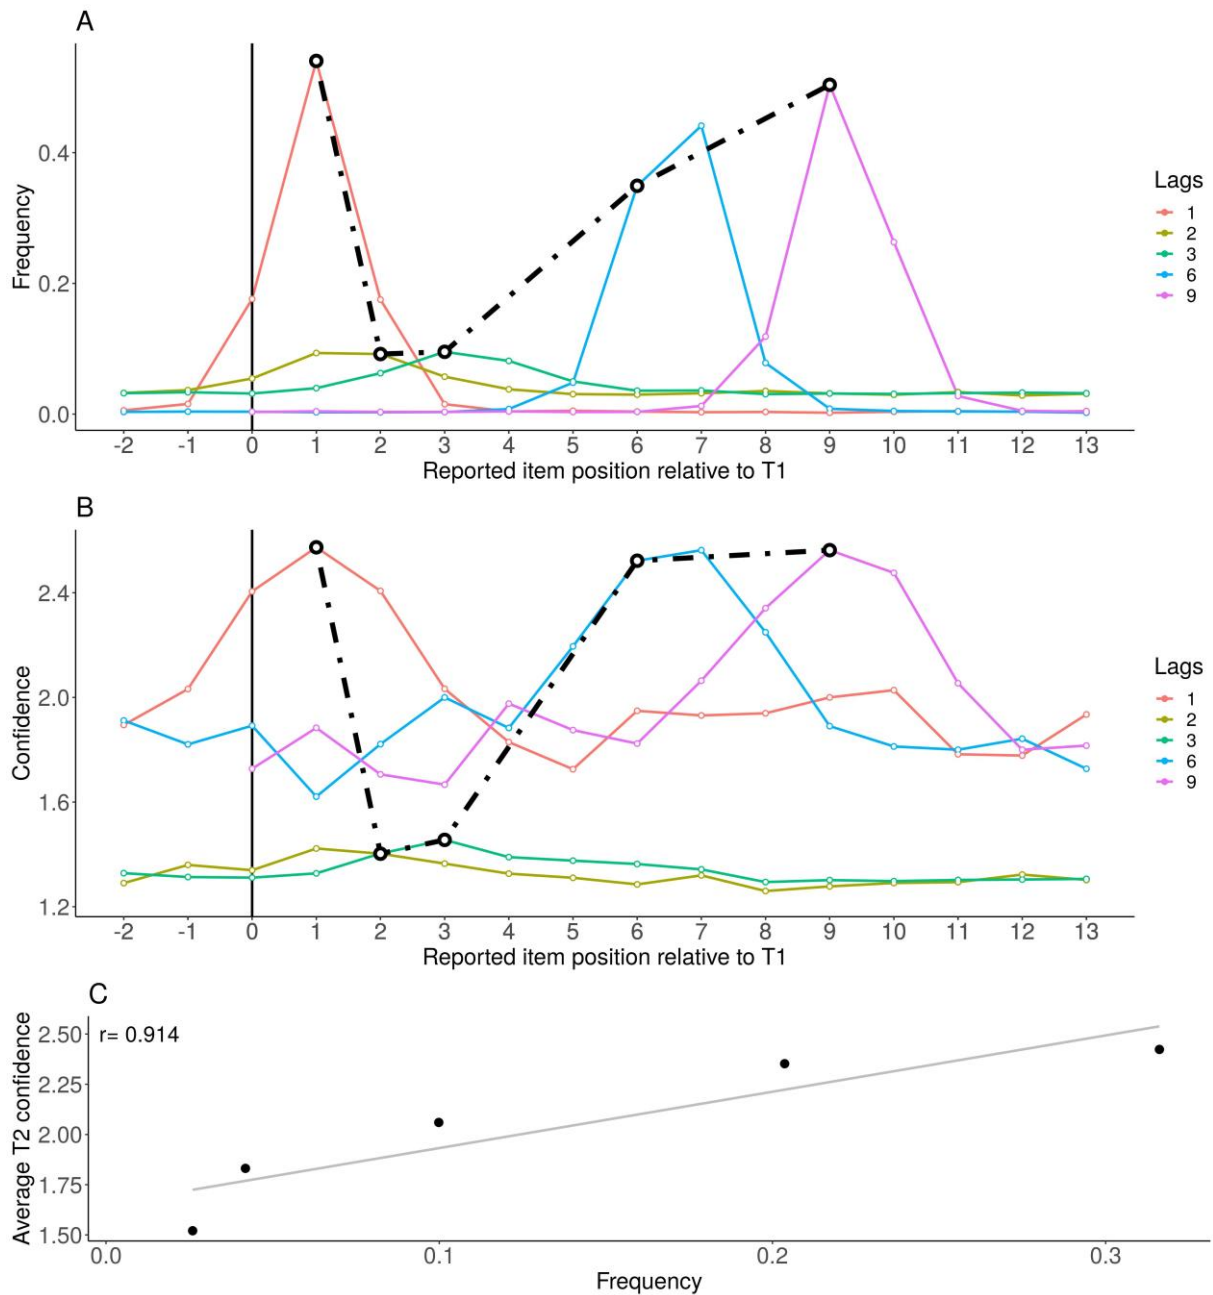 A
Frequency
0.4
0.2
0.0
-2 -1 0 1 2 3 4 5 6 7 8 9 10 11 12 13
Reported item position relative to T1
Lags
1
2
3
6
9
B
Confidence
2.4
2.0
1.6
1.2
-2 -1 0 1 2 3 4 5 6 7 8 9 10 11 12 13
Reported item position relative to T1
Lags
1
2
3
6
9
C
Average T2 confidence
r= 0.914
2.50
2.25
2.00
1.75
1.50
0.0 0.1 0.2 0.3
Frequency